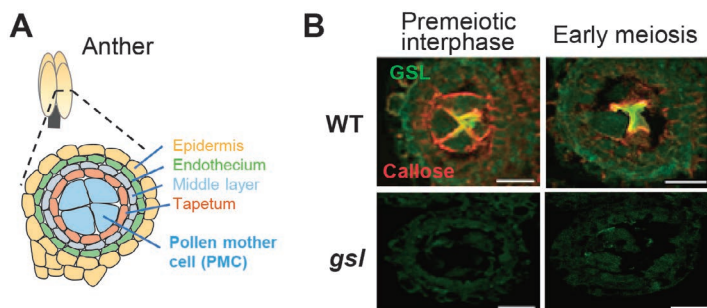 A
Anther
Epidermis
Endothecium
Middle layer
Tapetum
Pollen mother
cell (PMC)
B
Premeiotic
interphase
Early meiosis
WT
GSL
Callose
gsl